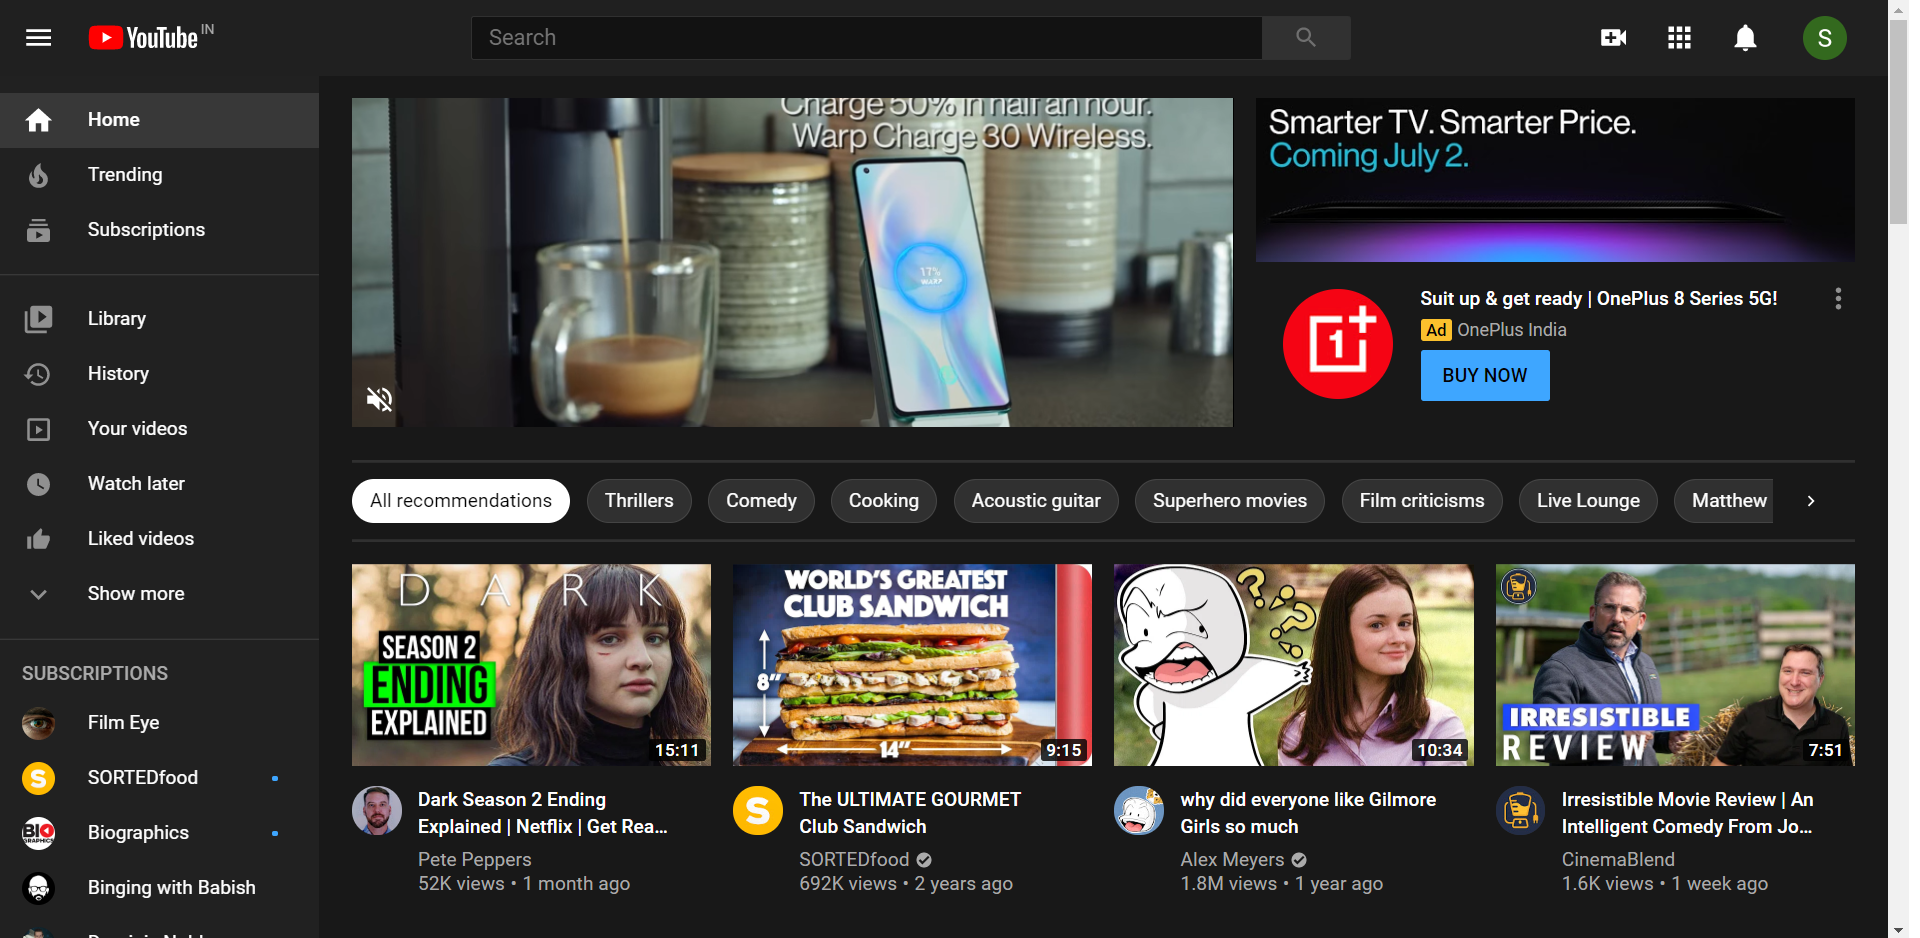 YouTube IN
Search
S
Home
Trending
Subscriptions
Library
History
Your videos
Watch later
Liked videos
Show more
SUBSCRIPTIONS
Film Eye
S
SORTEDfood
BIO
GRAPHICS
Biographics
Binging with Babish
Charge 50% in half an hour.
Warp Charge 30 Wireless.
17%
WARP
Smarter TV. Smarter Price.
Coming July 2.
1+
Suit up & get ready | OnePlus 8 Series 5G!
Ad OnePlus India
BUY NOW
All recommendations
Thrillers
Comedy
Cooking
Acoustic guitar
Superhero movies
Film criticisms
Live Lounge
Matthew
DARK
SEASON 2
ENDING
EXPLAINED
15:11
Dark Season 2 Ending
Explained | Netflix | Get Rea...
Pete Peppers
52K views • 1 month ago
WORLD'S GREATEST
CLUB SANDWICH
8"
14"
9:15
S
The ULTIMATE GOURMET
Club Sandwich
SORTEDfood
692K views • 2 years ago
???
10:34
why did everyone like Gilmore
Girls so much
Alex Meyers
1.8M views • 1 year ago
IRRESISTIBLE
REVIEW
7:51
Irresistible Movie Review | An
Intelligent Comedy From Jo...
CinemaBlend
1.6K views • 1 week ago